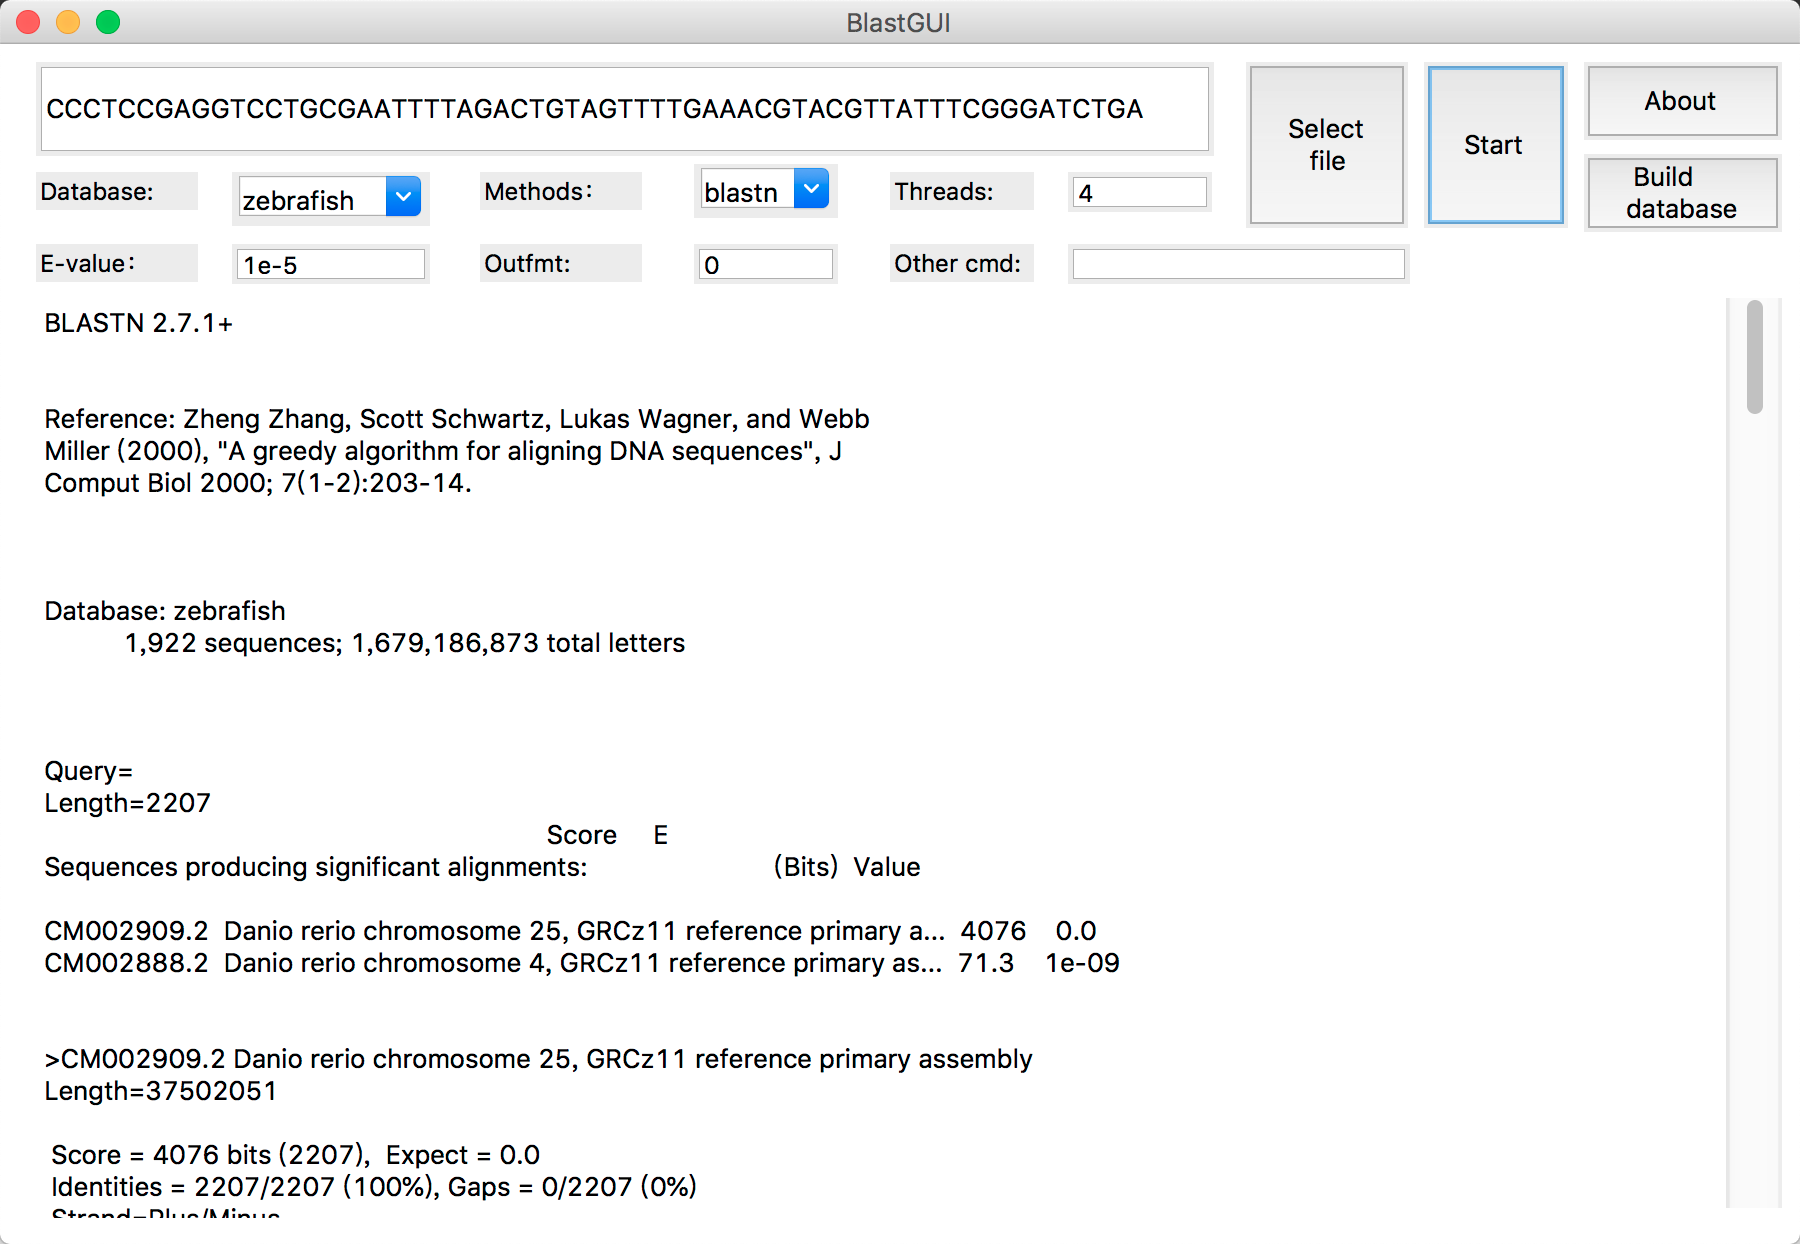 BlastGUI
CCCTCCGAGGTCCTGCGAATTTTAGACTGTAGTTTTGAAACGTACGTTATTTCGGGATCTGA
Select
file
Start
About
Build
database
Database: zebrafish Methods: blastn Threads: 4
E-value: 1e-5 Outfmt: 0 Other cmd:
BLASTN 2.7.1+
Reference: Zheng Zhang, Scott Schwartz, Lukas Wagner, and Webb
Miller (2000), "A greedy algorithm for aligning DNA sequences", J
Comput Biol 2000; 7(1-2):203-14.
Database: zebrafish
1,922 sequences; 1,679,186,873 total letters
Query=
Length=2207
Score E
Sequences producing significant alignments: (Bits) Value
CM002909.2 Danio rerio chromosome 25, GRCz11 reference primary a... 4076 0.0
CM002888.2 Danio rerio chromosome 4, GRCz11 reference primary as... 71.3 1e-09
>CM002909.2 Danio rerio chromosome 25, GRCz11 reference primary assembly
Length=37502051
Score = 4076 bits (2207), Expect = 0.0
Identities = 2207/2207 (100%), Gaps = 0/2207 (0%)
Strand=Plus/Minus